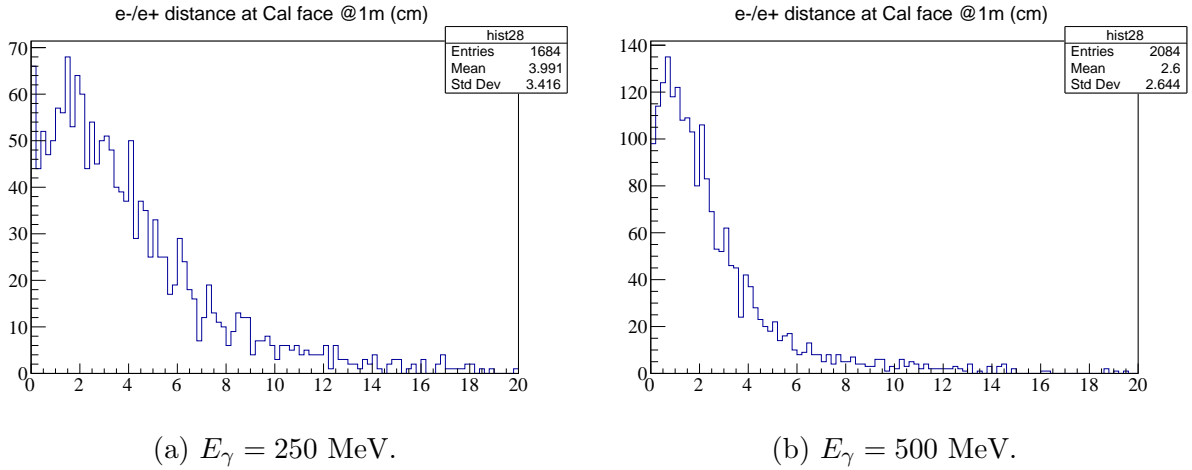 e-/e+ distance at Cal face @1m (cm)
hist28
Entries 1684
Mean 3.991
Std Dev 3.416
70
60
50
40
30
20
10
0
0 2 4 6 8 10 12 14 16 18 20
(a) E_γ = 250 MeV.
e-/e+ distance at Cal face @1m (cm)
hist28
Entries 2084
Mean 2.6
Std Dev 2.644
140
120
100
80
60
40
20
0
0 2 4 6 8 10 12 14 16 18 20
(b) E_γ = 500 MeV.